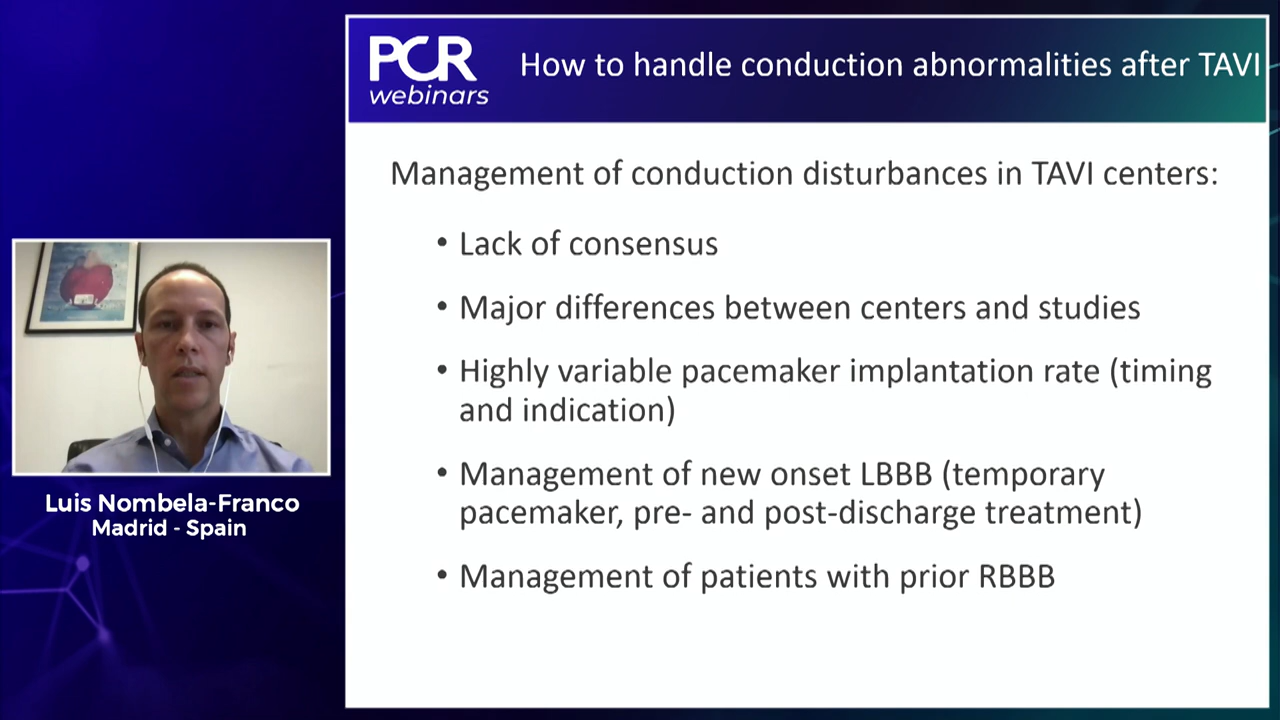 PCR
webinars
How to handle conduction abnormalities after TAVI
Management of conduction disturbances in TAVI centers:
• Lack of consensus
• Major differences between centers and studies
• Highly variable pacemaker implantation rate (timing
and indication)
• Management of new onset LBBB (temporary
pacemaker, pre- and post-discharge treatment)
• Management of patients with prior RBBB
Luis Nombela-Franco
Madrid - Spain